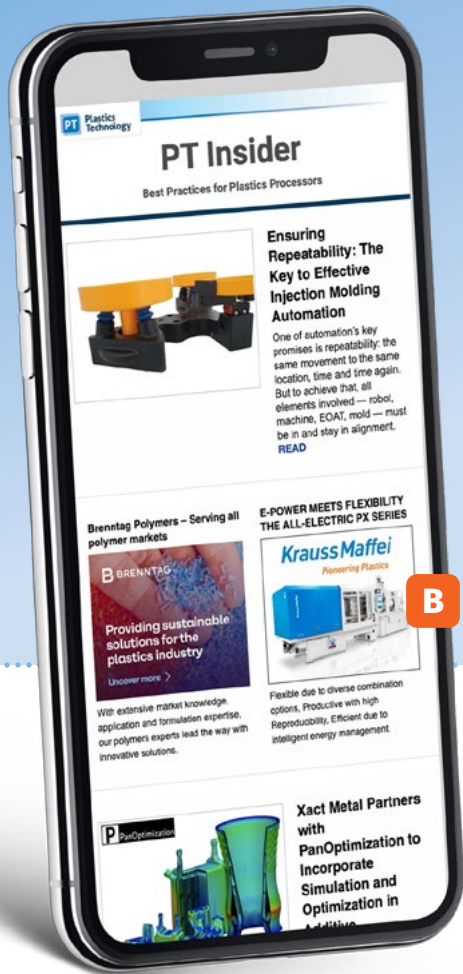 PT Plastics
Technology
PT Insider
Best Practices for Plastics Processors
Ensuring
Repeatability: The
Key to Effective
Injection Molding
Automation
One of automation's key
promises is repeatability: the
same movement to the same
location, time and time again.
But to achieve that, all
elements involved — robot,
machine, EOAT, mold — must
be in and stay in alignment.
READ
Brenntag Polymers – Serving all
polymer markets
B BRENNTAG
Providing sustainable
solutions for the
plastics industry
Uncover more >
With extensive market knowledge,
application and formulation expertise,
our polymers experts lead the way with
innovative solutions.
E-POWER MEETS FLEXIBILITY
THE ALL-ELECTRIC PX SERIES
Krauss Maffei
Pioneering Plastics
B
Flexible due to diverse combination
options, Productive with high
Reproducibility, Efficient due to
intelligent energy management.
P PanOptimization
Xact Metal Partners
with
PanOptimization to
Incorporate
Simulation and
Optimization in
Additive